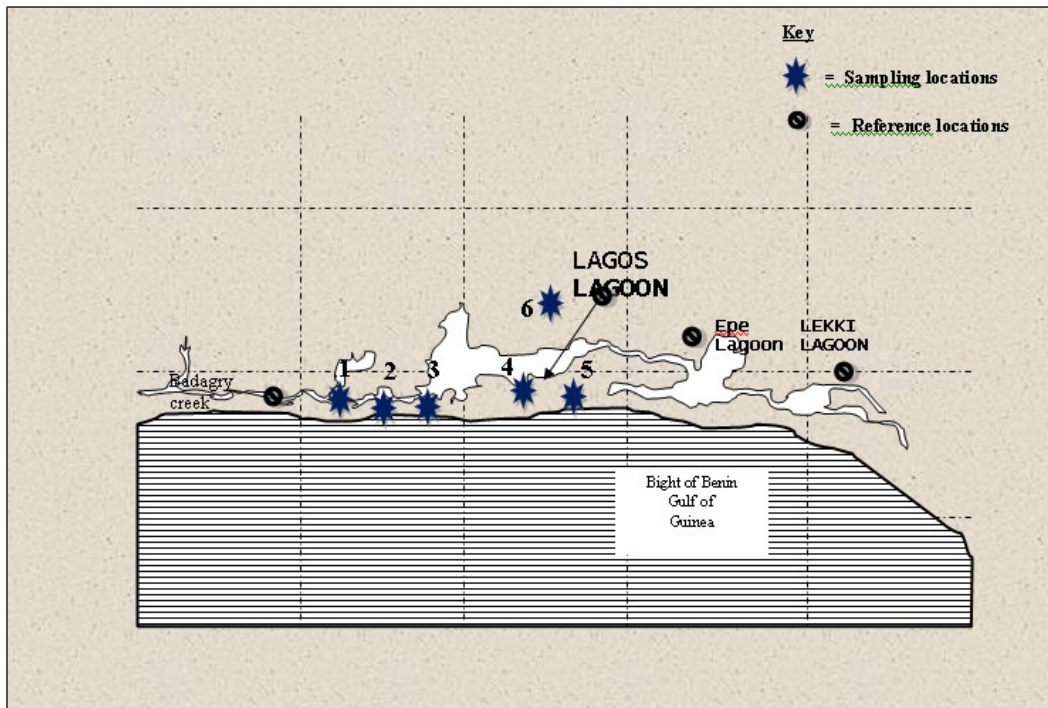 Key
= Sampling locations
= Reference locations
LAGOS
LAGOON
6
Epe
Lagoon
LEKKI
LAGOON
1
2
3
4
5
Badagry
creek
Bight of Benin
Gulf of
Guinea